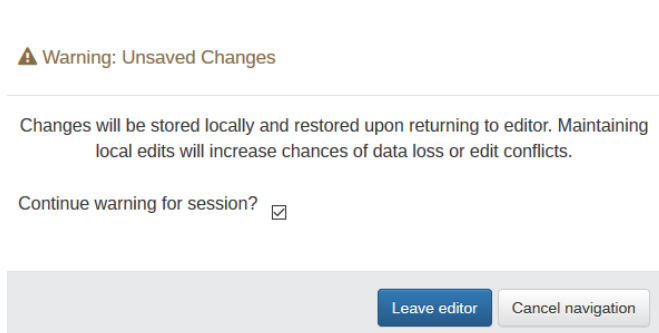 Warning: Unsaved Changes
Changes will be stored locally and restored upon returning to editor. Maintaining
local edits will increase chances of data loss or edit conflicts.
Continue warning for session?
Leave editor Cancel navigation